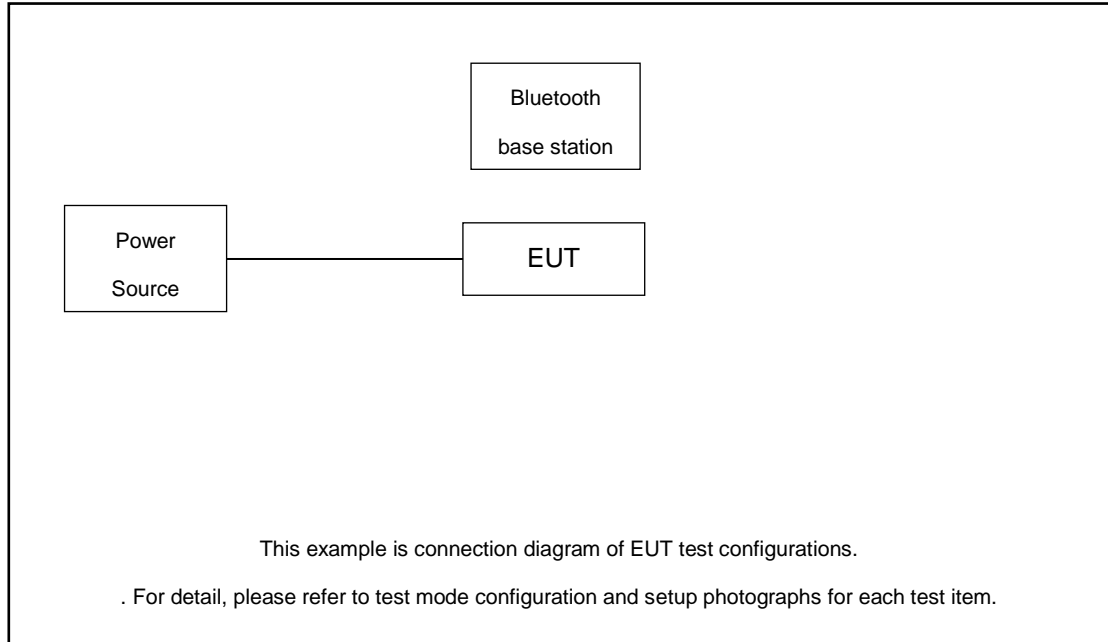 Bluetooth
base station
Power
Source
EUT
This example is connection diagram of EUT test configurations.
. For detail, please refer to test mode configuration and setup photographs for each test item.